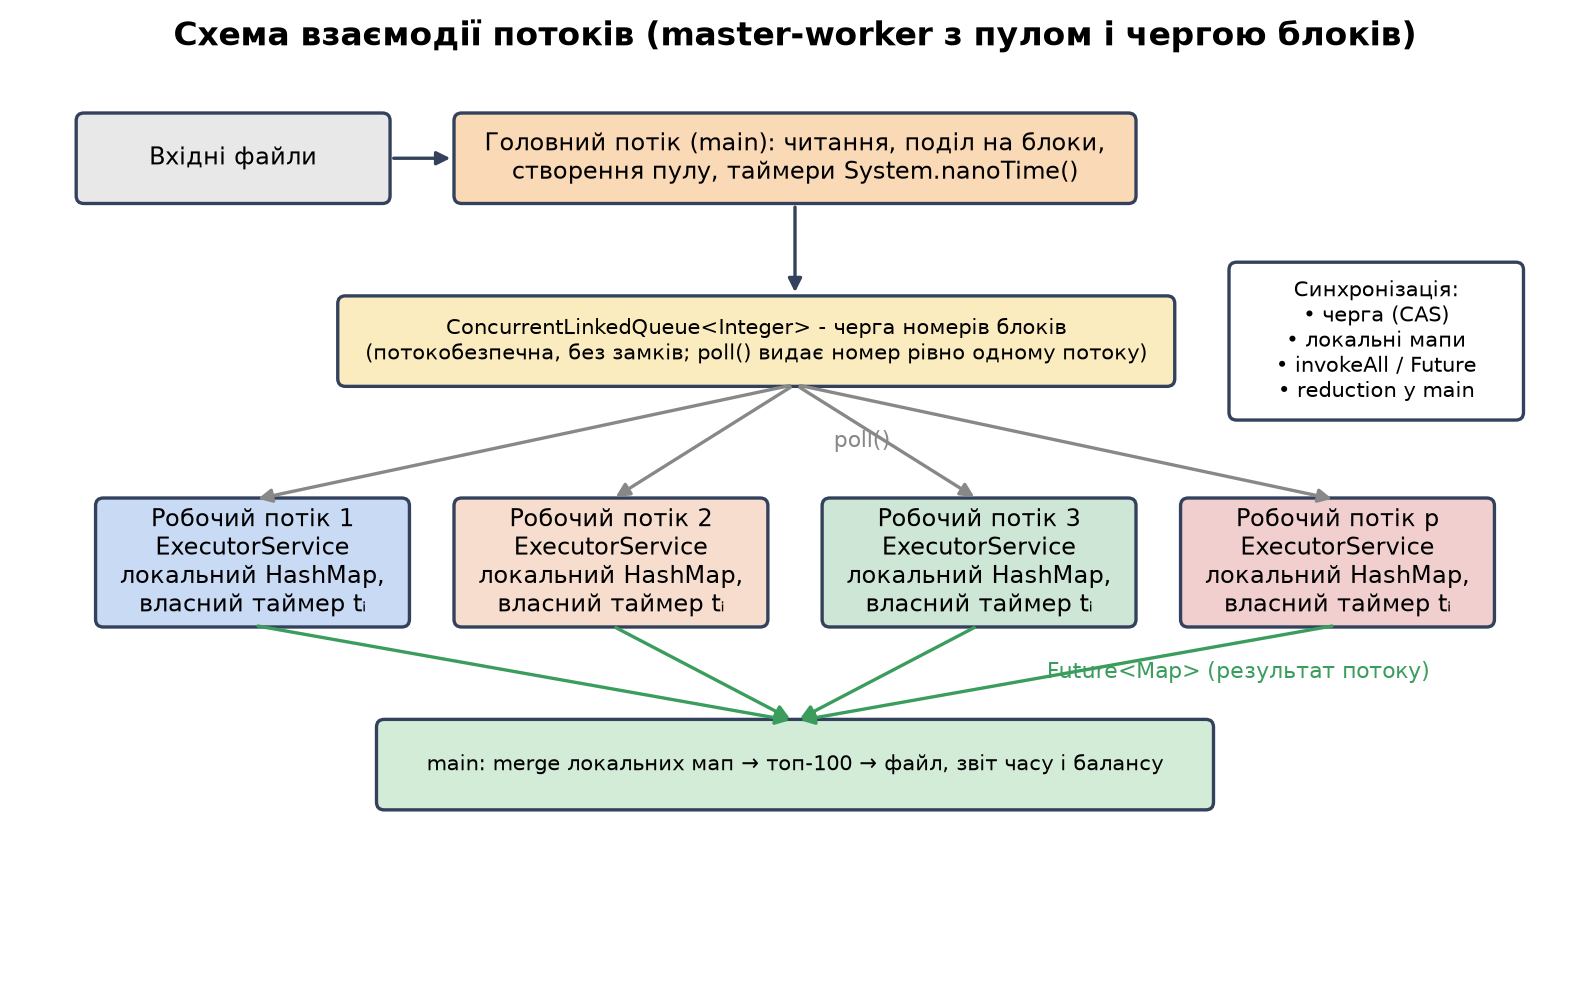 Схема взаємодії потоків (master-worker з пулом і чергою блоків)
Вхідні файли
Головний потік (main): читання, поділ на блоки,
створення пулу, таймери System.nanoTime()
Синхронізація:
• черга (CAS)
• локальні мапи
• invokeAll / Future
• reduction у main
ConcurrentLinkedQueue<Integer> - черга номерів блоків
(потокобезпечна, без замків; poll() видає номер рівно одному потоку)
poll()
Робочий потік 1
ExecutorService
локальний HashMap,
власний таймер tᵢ
Робочий потік 2
ExecutorService
локальний HashMap,
власний таймер tᵢ
Робочий потік 3
ExecutorService
локальний HashMap,
власний таймер tᵢ
Робочий потік p
ExecutorService
локальний HashMap,
власний таймер tᵢ
Future<Map> (результат потоку)
main: merge локальних мап → топ-100 → файл, звіт часу і балансу